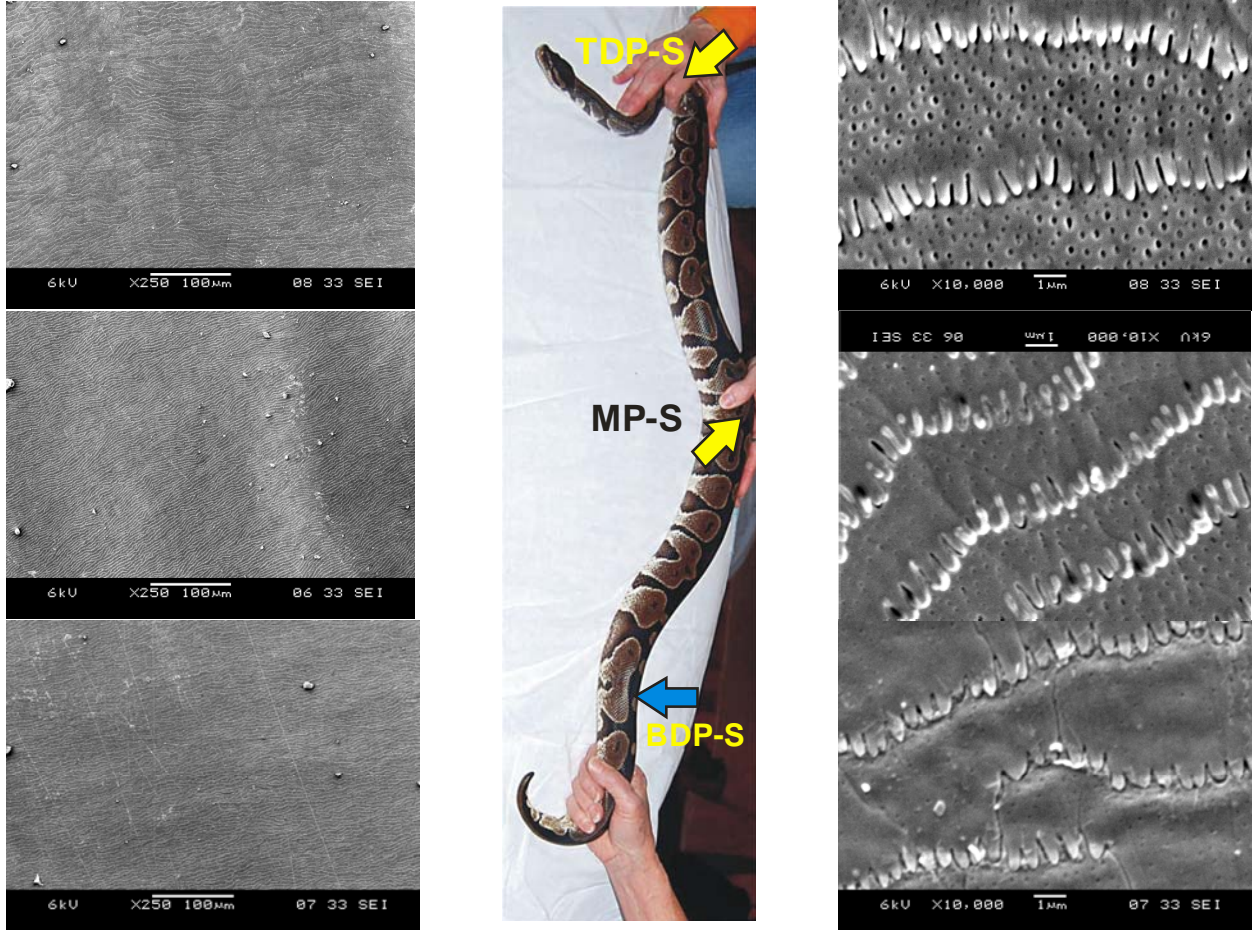 6kV X250 100µm 08 33 SEI
6kV X250 100µm 06 33 SEI
6kV X250 100µm 07 33 SEI
TDP-S
MP-S
BDP-S
6kV X10,000 1µm 08 33 SEI
6kV X10,000 1µm 06 33 SEI
6kV X10,000 1µm 07 33 SEI